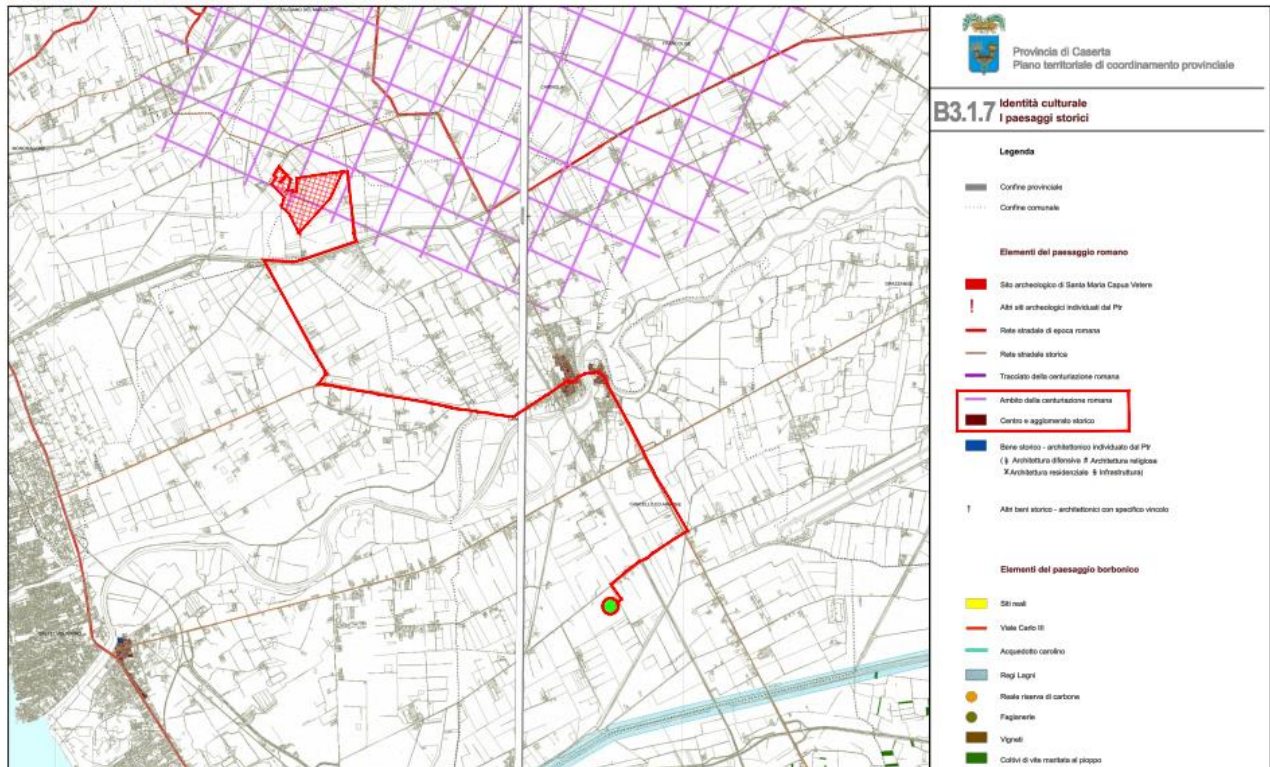 Provincia di Caserta
Piano territoriale di coordinamento provinciale
B3.1.7 Identità culturale
I paesaggi storici
Legenda
Confine provinciale
Confine comunale
Elementi del paesaggio romano
Sito archeologico di Santa Maria Capua Vetere
Altri siti archeologici individuati dal Ptr
Rete stradale di epoca romana
Rete stradale storica
Tracciato della centuriazione romana
Ambito della centuriazione romana
Centro e agglomerato storico
Bene storico - architettonico individuato dal Ptr
Architettura difensiva # Architettura religiosa
Architettura residenziale § Infrastruttura)
Altri beni storico - architettonici con specifico vincolo
Elementi del paesaggio borbonico
Siti reali
Viale Carlo III
Acquedotto carolino
Regi Lagni
Reale riserva di carbone
Fagianerie
Vigneti
Coltivi di vite maritata al pioppo
GRAZZANISE